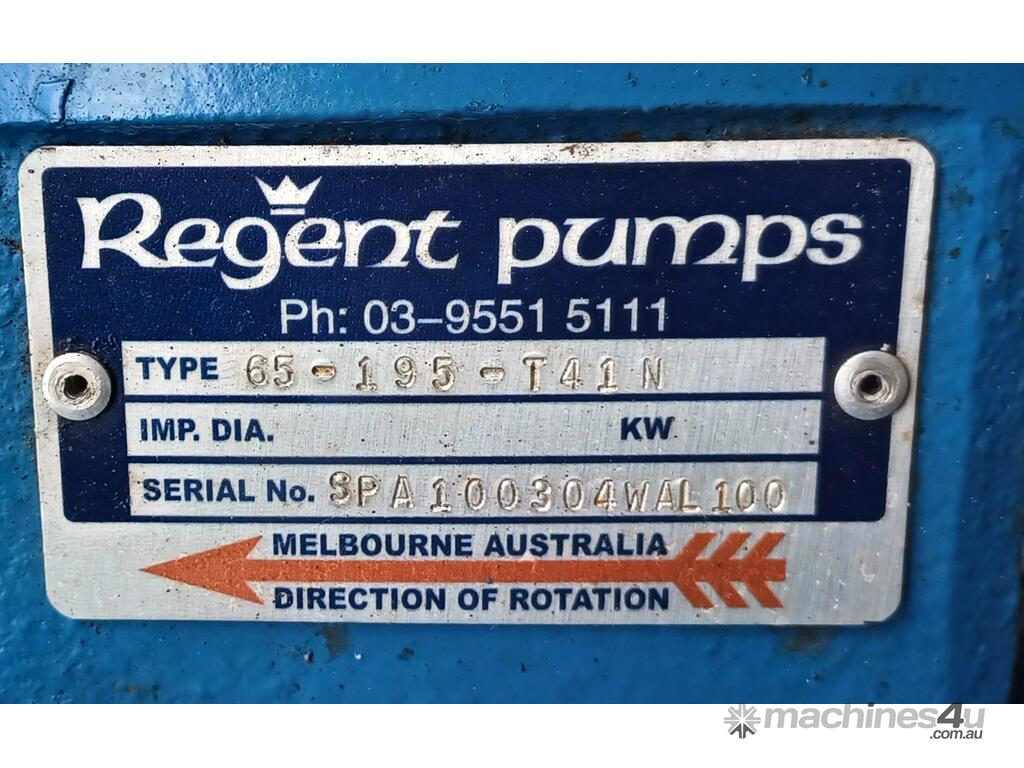 Regent pumps
Ph: 03-9551 5111
TYPE 65-195-T41N
IMP. DIA. KW
SERIAL No. SPA100304WAL100
MELBOURNE AUSTRALIA
DIRECTION OF ROTATION
machines4u
.com.au